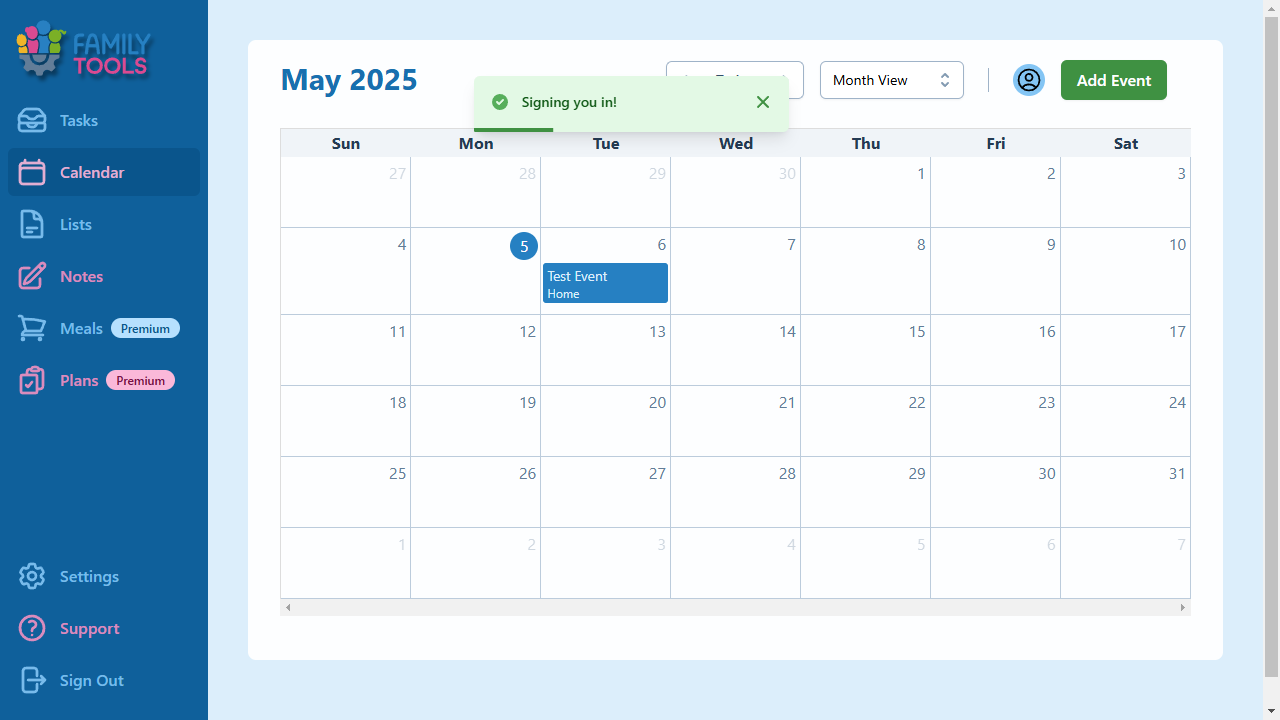 FAMILY
TOOLS
Tasks
Calendar
Lists
Notes
Meals Premium
Plans Premium
Settings
Support
Sign Out
May 2025
Month View
Add Event
Signing you in!
Sun Mon Tue Wed Thu Fri Sat
27 28 29 30 1 2 3
4 5 6 7 8 9 10
Test Event
Home
11 12 13 14 15 16 17
18 19 20 21 22 23 24
25 26 27 28 29 30 31
1 2 3 4 5 6 7